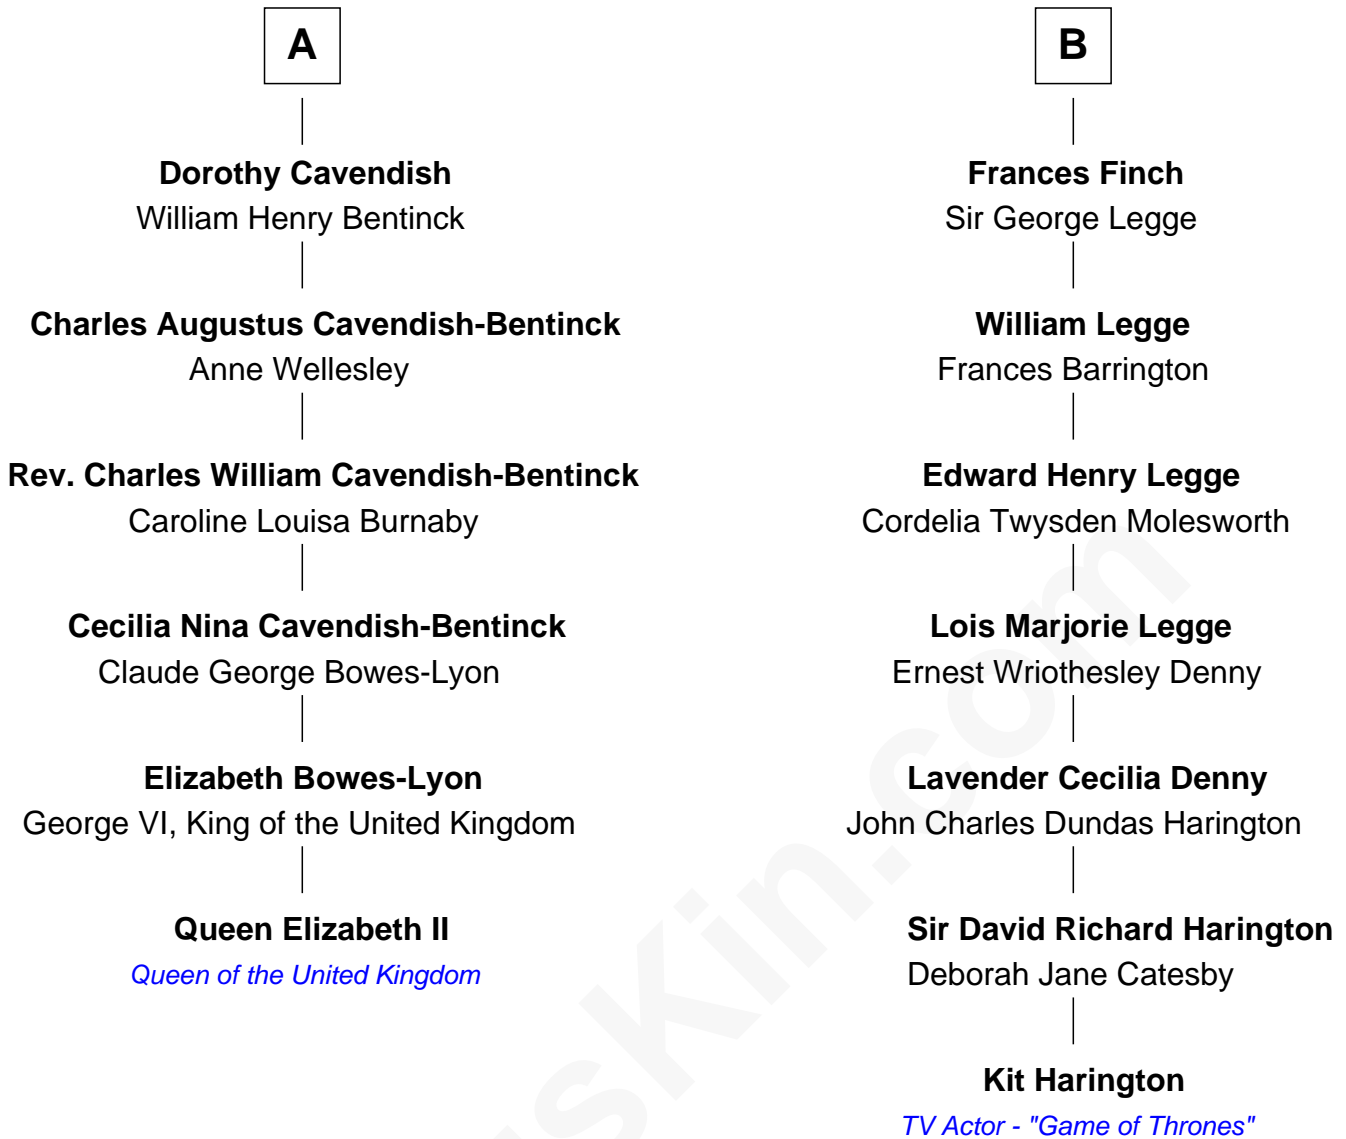 A
Dorothy Cavendish
William Henry Bentinck
Charles Augustus Cavendish-Bentinck
Anne Wellesley
Rev. Charles William Cavendish-Bentinck
Caroline Louisa Burnaby
Cecilia Nina Cavendish-Bentinck
Claude George Bowes-Lyon
Elizabeth Bowes-Lyon
George VI, King of the United Kingdom
Queen Elizabeth II
Queen of the United Kingdom
B
Frances Finch
Sir George Legge
William Legge
Frances Barrington
Edward Henry Legge
Cordelia Twysden Molesworth
Lois Marjorie Legge
Ernest Wriothesley Denny
Lavender Cecilia Denny
John Charles Dundas Harington
Sir David Richard Harington
Deborah Jane Catesby
Kit Harington
TV Actor - "Game of Thrones"